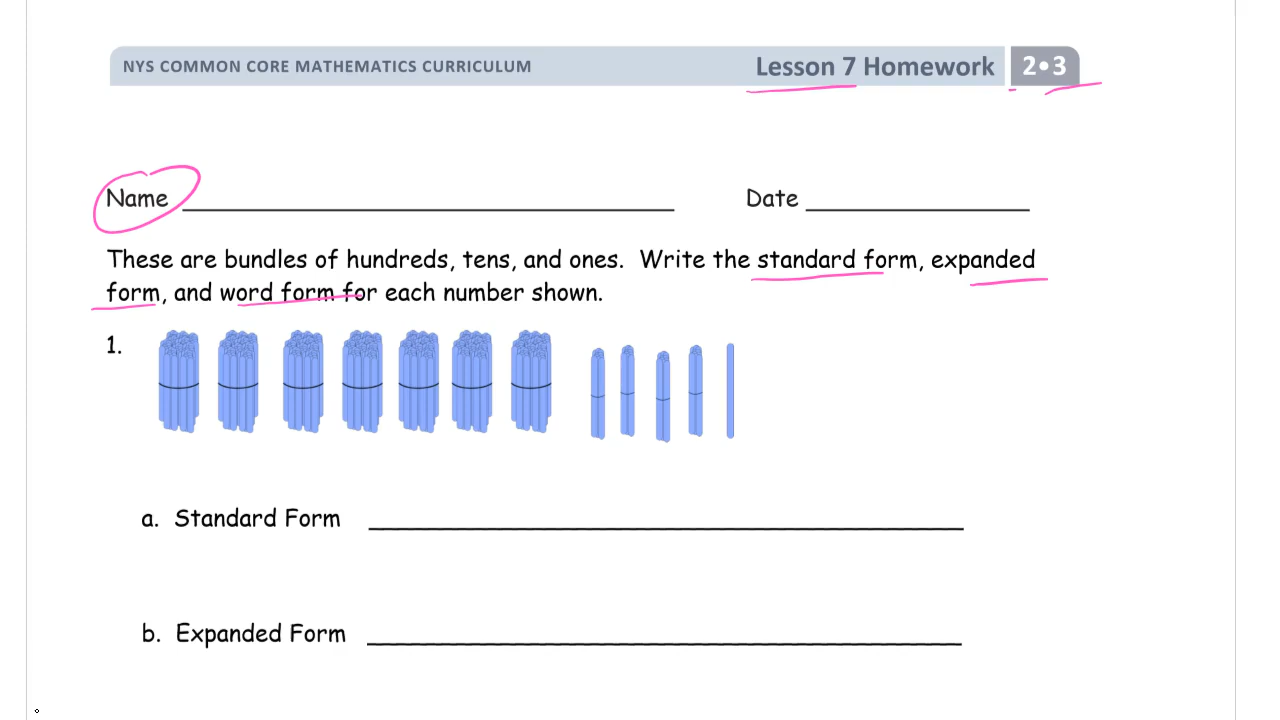 NYS COMMON CORE MATHEMATICS CURRICULUM Lesson 7 Homework 2•3
Name Date
These are bundles of hundreds, tens, and ones. Write the standard form, expanded
form, and word form for each number shown.
1.
a. Standard Form
b. Expanded Form